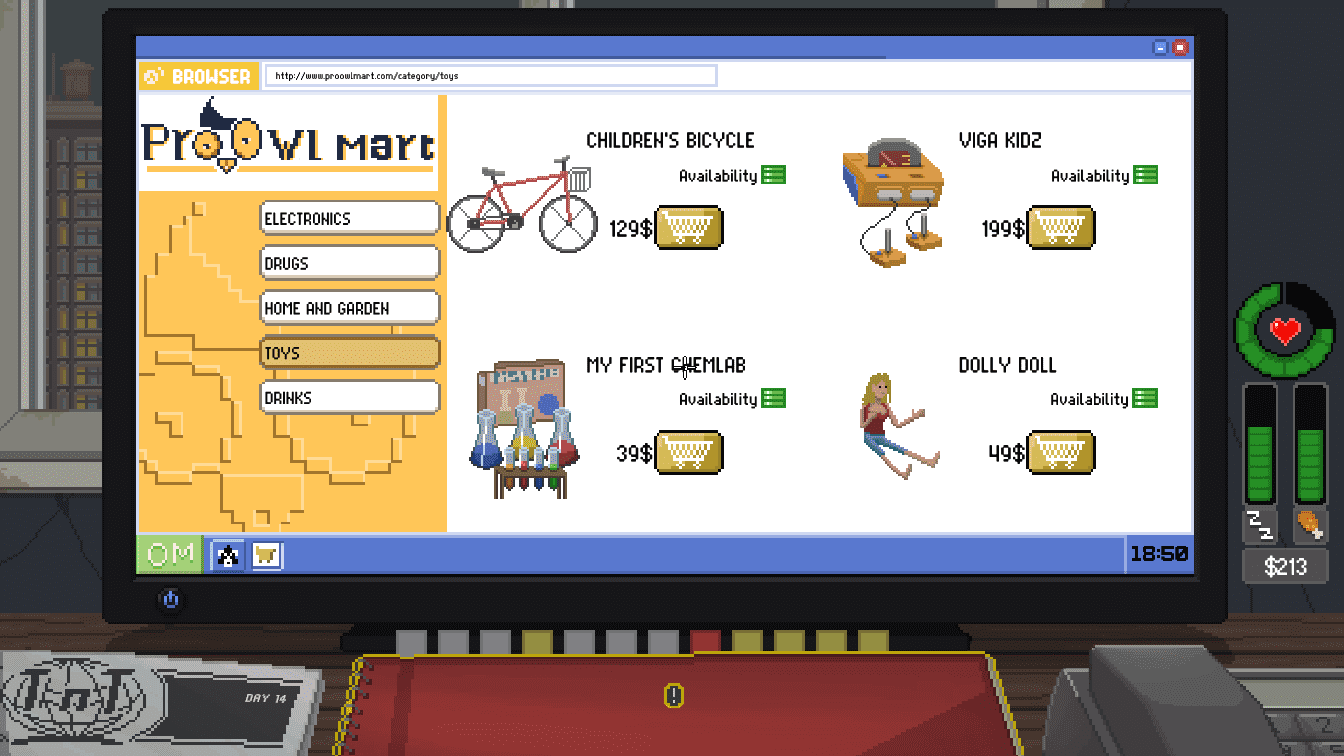 BROWSER
http://www.proowlmart.com/category/toys
PrOOwl mart
ELECTRONICS
DRUGS
HOME AND GARDEN
TOYS
DRINKS
CHILDREN'S BICYCLE
Availability
129$
VIGA KIDZ
Availability
199$
MY FIRST CHEMLAB
Availability
39$
DOLLY DOLL
Availability
49$
OM
18:50
ZZ
$213
DAY 14
!